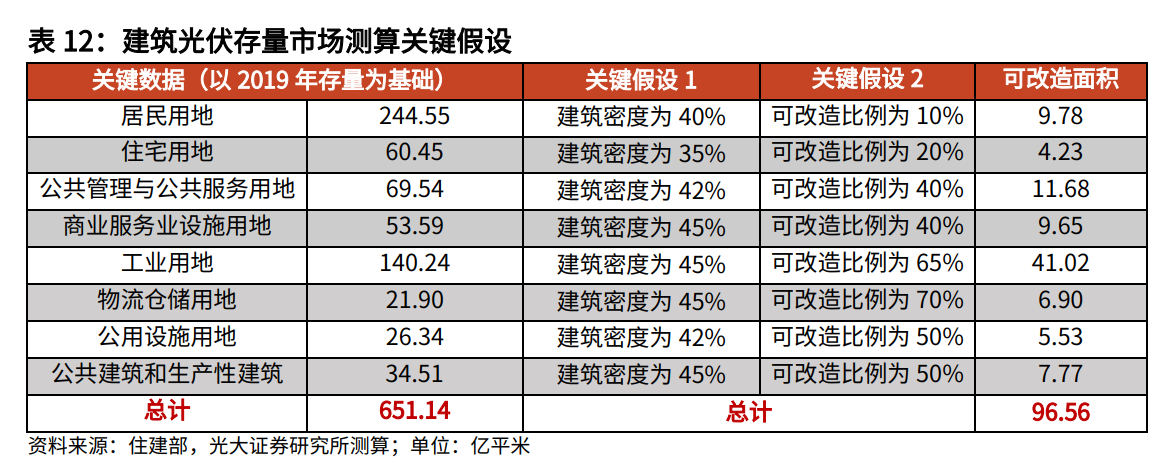 表 12：建筑光伏存量市场测算关键假设
关键数据（以 2019 年存量为基础） 关键假设 1 关键假设 2 可改造面积
居民用地 244.55 建筑密度为 40% 可改造比例为 10% 9.78
住宅用地 60.45 建筑密度为 35% 可改造比例为 20% 4.23
公共管理与公共服务用地 69.54 建筑密度为 42% 可改造比例为 40% 11.68
商业服务业设施用地 53.59 建筑密度为 45% 可改造比例为 40% 9.65
工业用地 140.24 建筑密度为 45% 可改造比例为 65% 41.02
物流仓储用地 21.90 建筑密度为 45% 可改造比例为 70% 6.90
公用设施用地 26.34 建筑密度为 42% 可改造比例为 50% 5.53
公共建筑和生产性建筑 34.51 建筑密度为 45% 可改造比例为 50% 7.77
总计 651.14 总计 96.56
资料来源：住建部，光大证券研究所测算；单位：亿平米